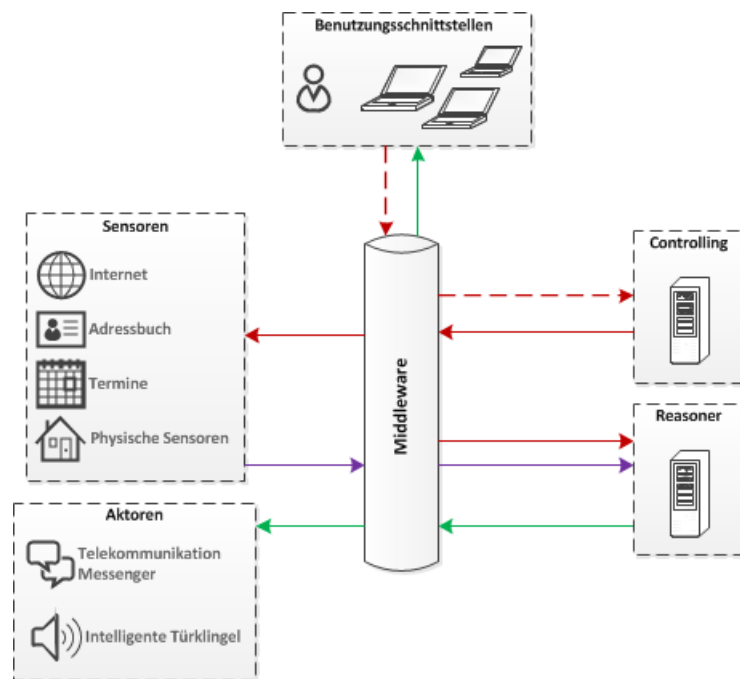 Benutzungsschnittstellen
Sensoren
Internet
Adressbuch
Termine
Physische Sensoren
Aktoren
Telekommunikation
Messenger
Intelligente Türklingel
Middleware
Controlling
Reasoner